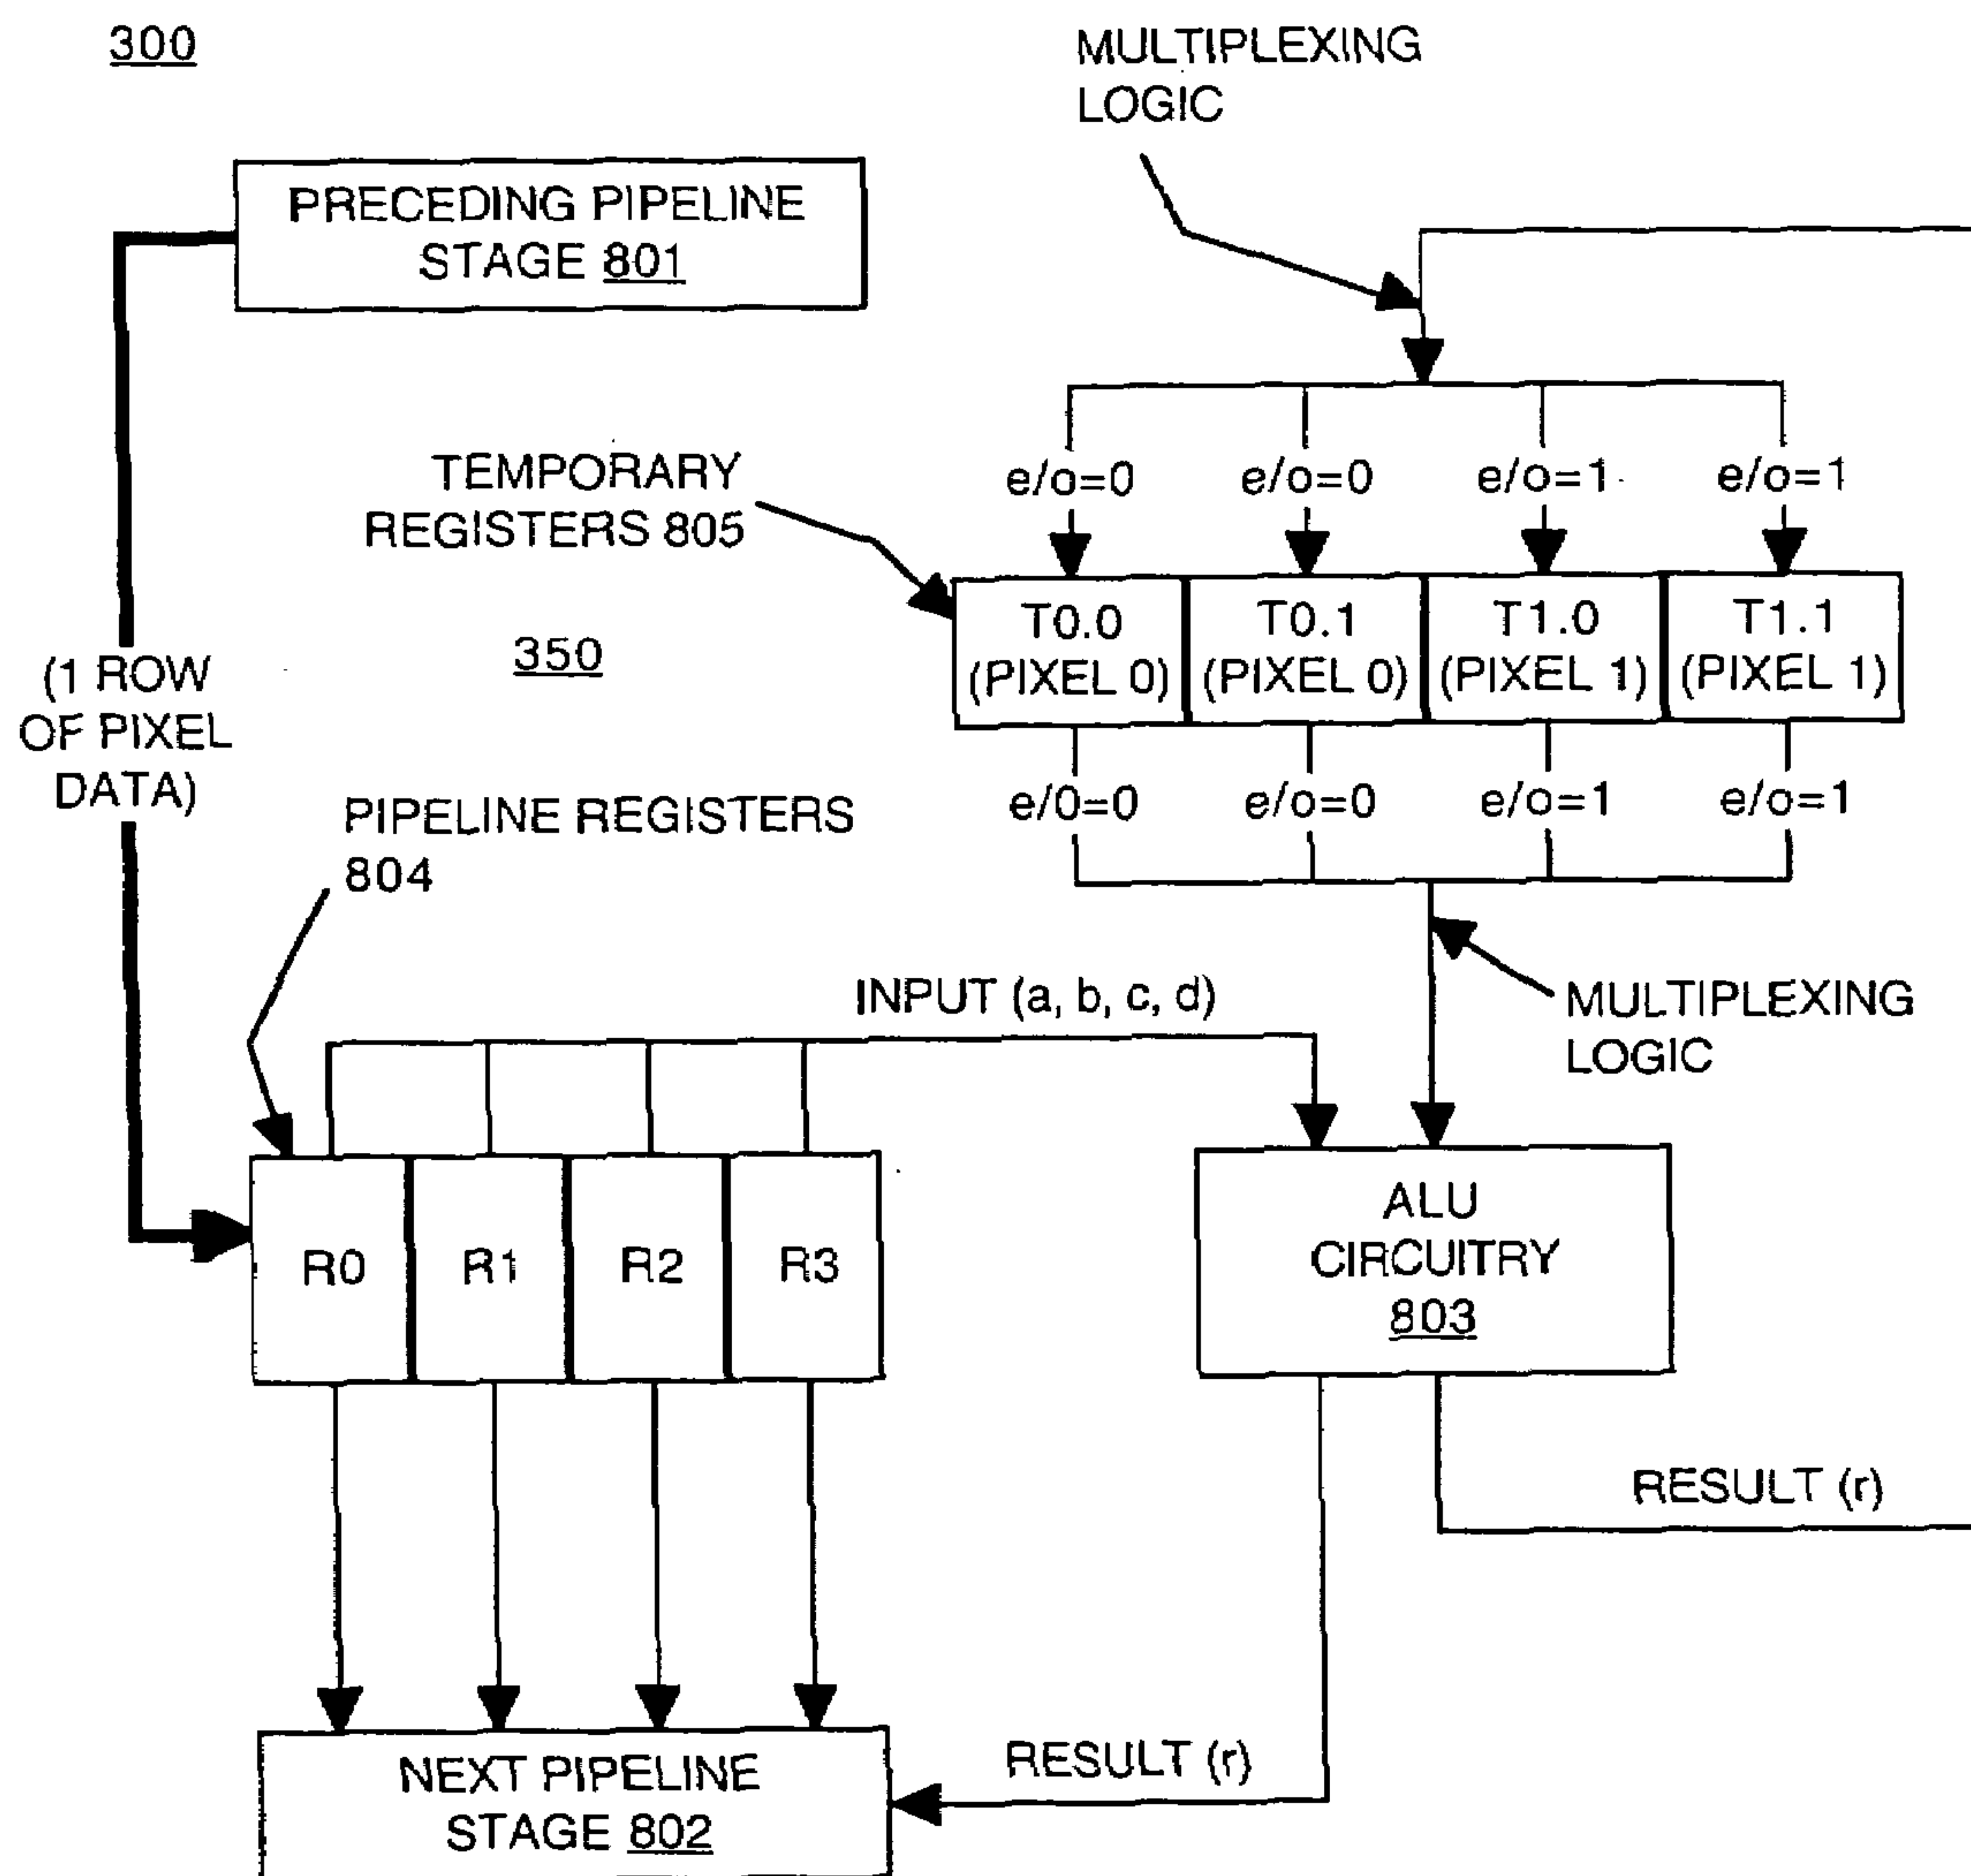 300
MULTIPLEXING
LOGIC
PRECEDING PIPELINE
STAGE 801
TEMPORARY
REGISTERS 805
e/o=0
e/o=0
e/o=1
e/o=1
T0.0
(PIXEL 0)
T0.1
(PIXEL 0)
T1.0
(PIXEL 1)
T1.1
(PIXEL 1)
350
(1 ROW
OF PIXEL
DATA)
e/0=0
e/o=0
e/o=1
e/o=1
PIPELINE REGISTERS
804
INPUT (a, b, c, d)
MULTIPLEXING
LOGIC
R0
R1
R2
R3
ALU
CIRCUITRY
803
RESULT (r)
RESULT (r)
NEXT PIPELINE
STAGE 802